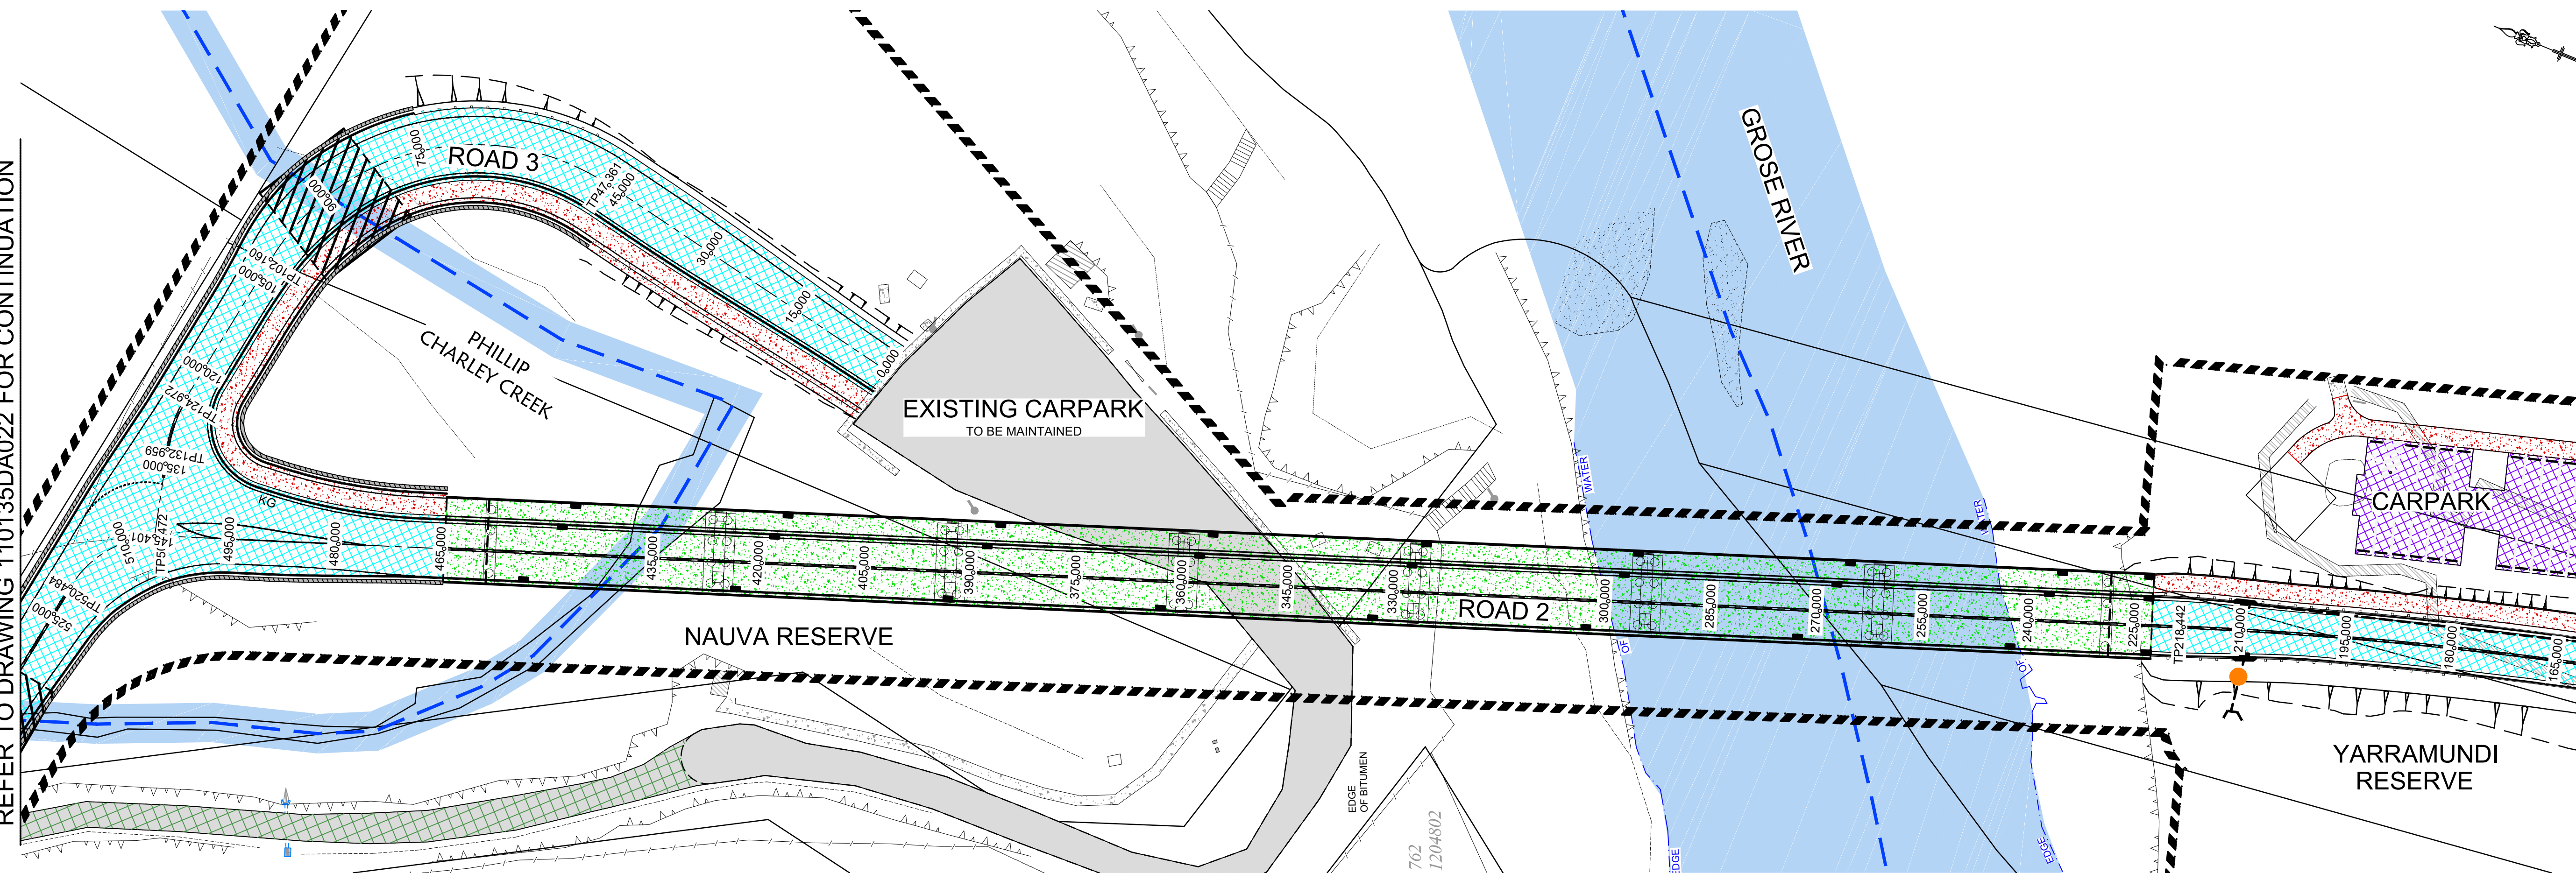 REFER TO DRAWING 110135DA022 FOR CONTINUATION
ROAD 3
75.000
90.000
TP47.361
45.000
30.000
15.000
0.000
TP102.160
105.000
120.000
TP124.972
TP132.959
135.000
145.401
KG
PHILLIP
CHARLEY CREEK
EXISTING CARPARK
TO BE MAINTAINED
GROSE RIVER
CARPARK
525.000
TP520.484
510.000
495.000
480.000
465.000
435.000
420.000
405.000
390.000
375.000
360.000
345.000
330.000
ROAD 2
300.000
285.000
270.000
255.000
240.000
225.000
TP218.442
210.000
195.000
180.000
165.000
NAUVA RESERVE
EDGE
OF BITUMEN
762
1204802
EDGE
OF
WATER
EDGE
OF
WATER
YARRAMUNDI
RESERVE